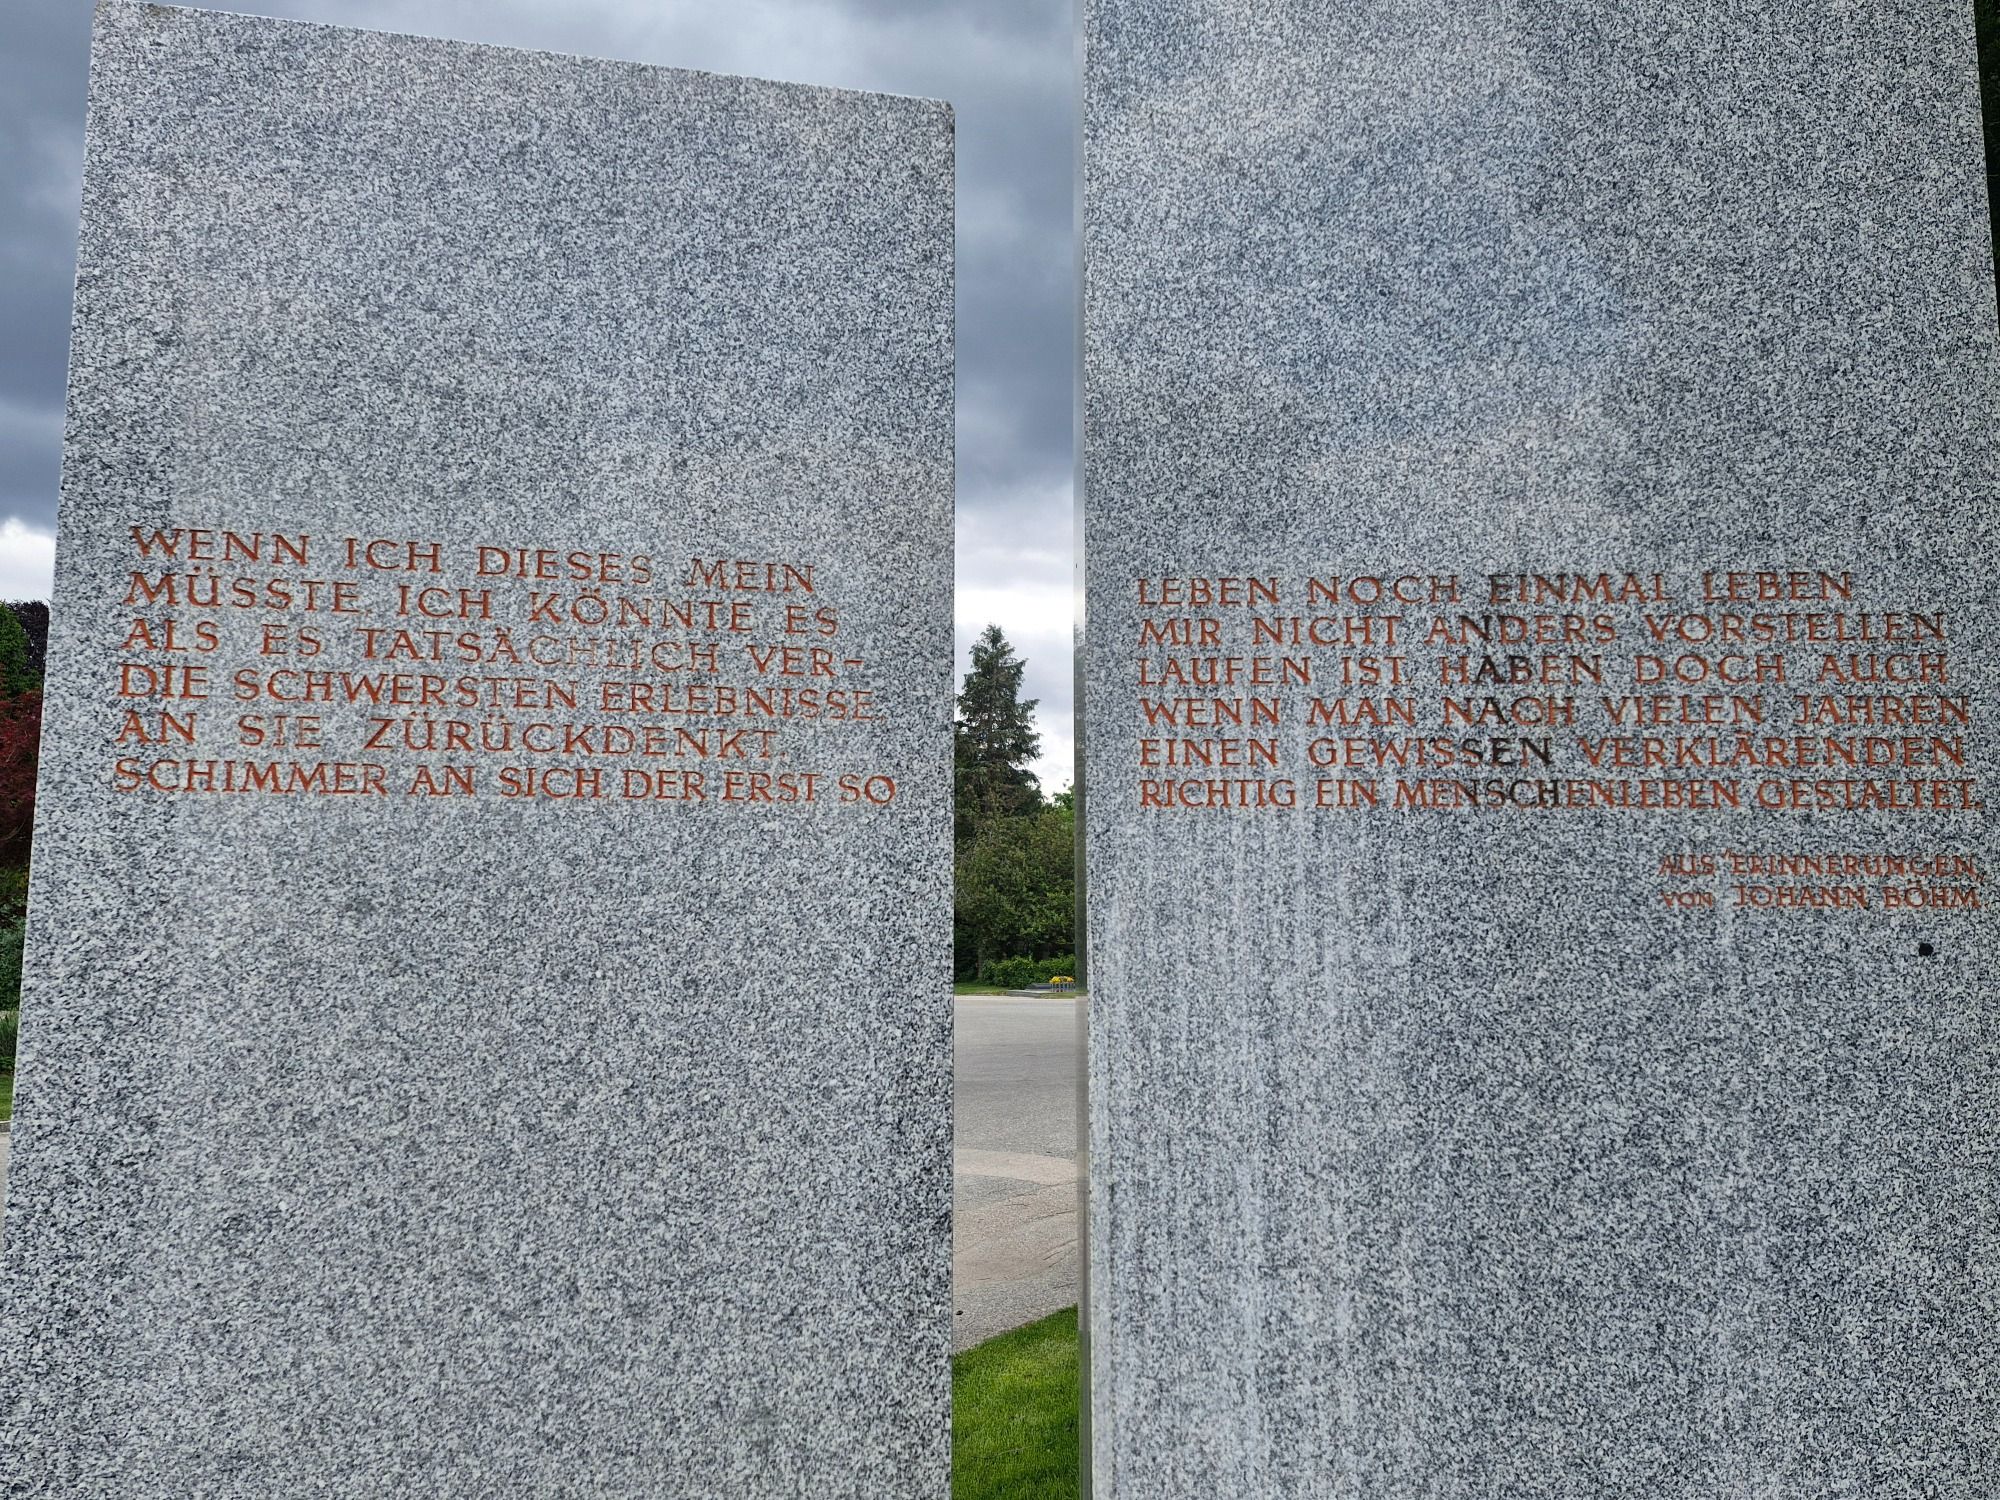 WENN ICH DIESES MEIN LEBEN NOCH EINMAL LEBEN
MÜSSTE, ICH KÖNNTE ES MIR NICHT ANDERS VORSTELLEN
ALS ES TATSÄCHLICH VER- LAUFEN IST, HABEN DOCH AUCH
DIE SCHWERSTEN ERLEBNISSE, WENN MAN NACH VIELEN JAHREN
AN SIE ZÜRÜCKDENKT, EINEN GEWISSEN VERKLÄRENDEN
SCHIMMER AN SICH, DER ERST SO RICHTIG EIN MENSCHENLEBEN GESTALTET.
AUS "ERINNERUNGEN„
VON JOHANN BÖHM.